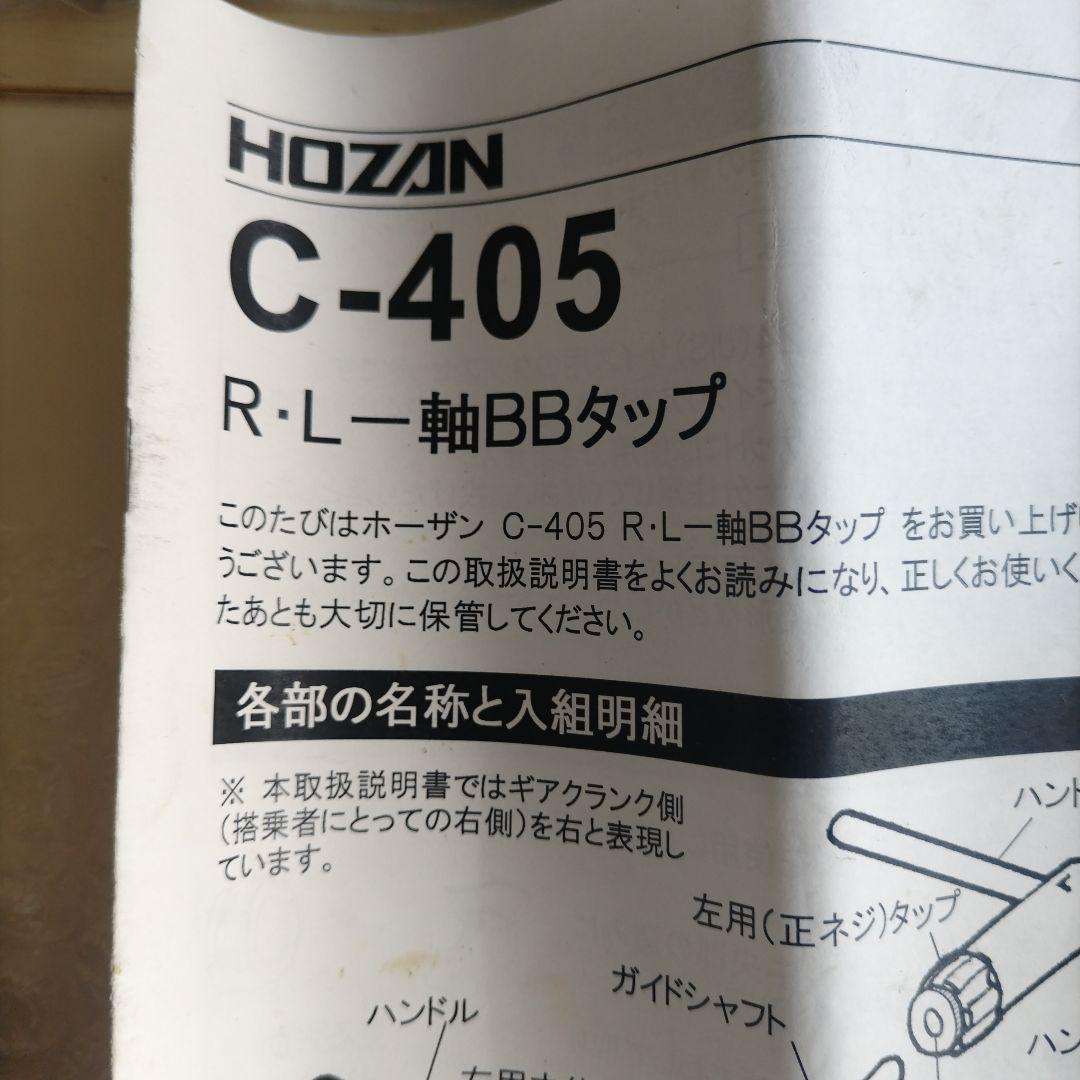 HOZAN
C-405
R・L一軸BBタップ
このたびはホーザン C-405 R・L一軸BBタップ をお買い上げ
うございます。この取扱説明書をよくお読みになり、正しくお使いく
たあとも大切に保管してください。
各部の名称と入組明細
※ 本取扱説明書ではギアクランク側
(搭乗者にとっての右側)を右と表現し
ています。
ハンド
左用(正ネジ)タップ
ガイドシャフト
ハンドル
ハン